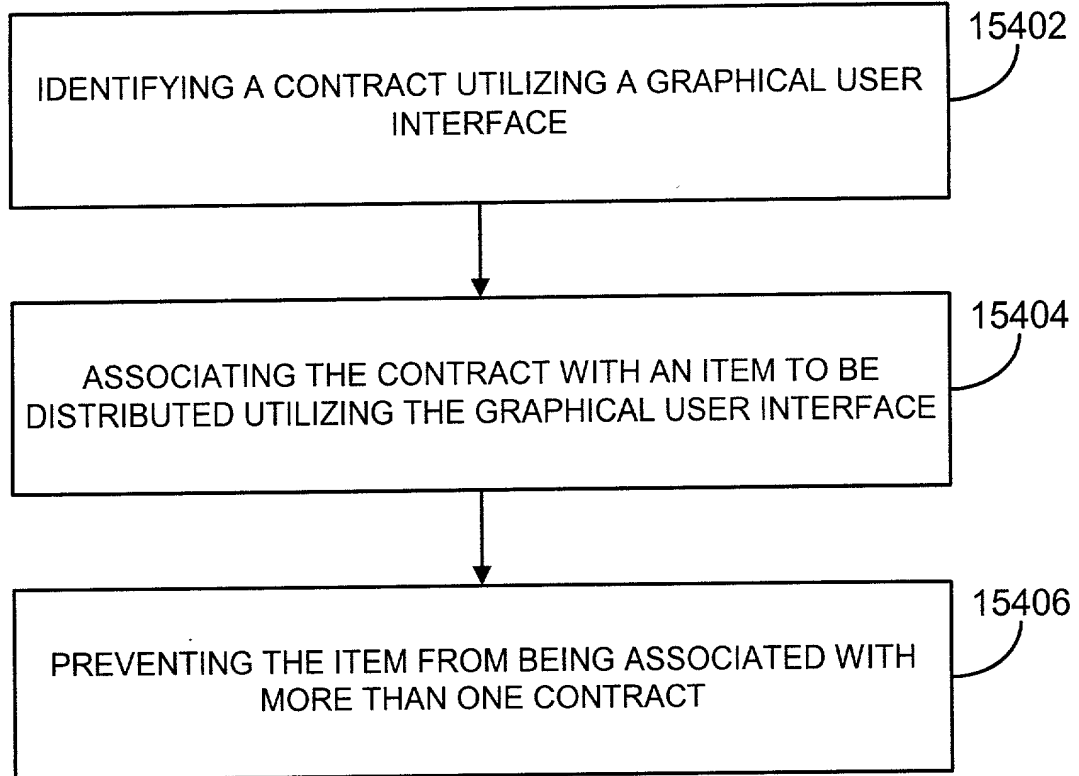 15402
IDENTIFYING A CONTRACT UTILIZING A GRAPHICAL USER
INTERFACE
15404
ASSOCIATING THE CONTRACT WITH AN ITEM TO BE
DISTRIBUTED UTILIZING THE GRAPHICAL USER INTERFACE
15406
PREVENTING THE ITEM FROM BEING ASSOCIATED WITH
MORE THAN ONE CONTRACT